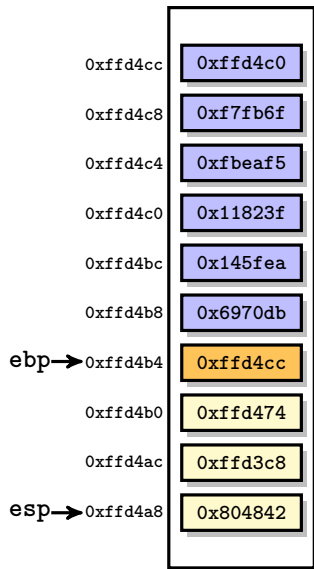 0xffd4cc 0xffd4c0
0xffd4c8 0xf7fb6f
0xffd4c4 0xfbeaf5
0xffd4c0 0x11823f
0xffd4bc 0x145fea
0xffd4b8 0x6970db
ebp 0xffd4b4 0xffd4cc
0xffd4b0 0xffd474
0xffd4ac 0xffd3c8
esp 0xffd4a8 0x804842